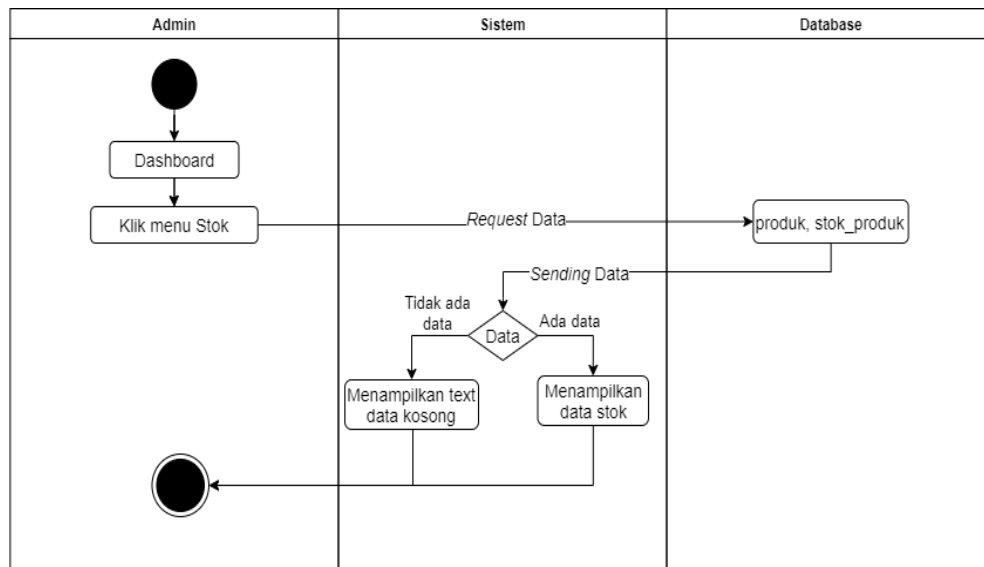 Admin
Sistem
Database
Dashboard
Klik menu Stok
Request Data
produk, stok_produk
Sending Data
Tidak ada
data
Data
Ada data
Menampilkan text
data kosong
Menampilkan
data stok